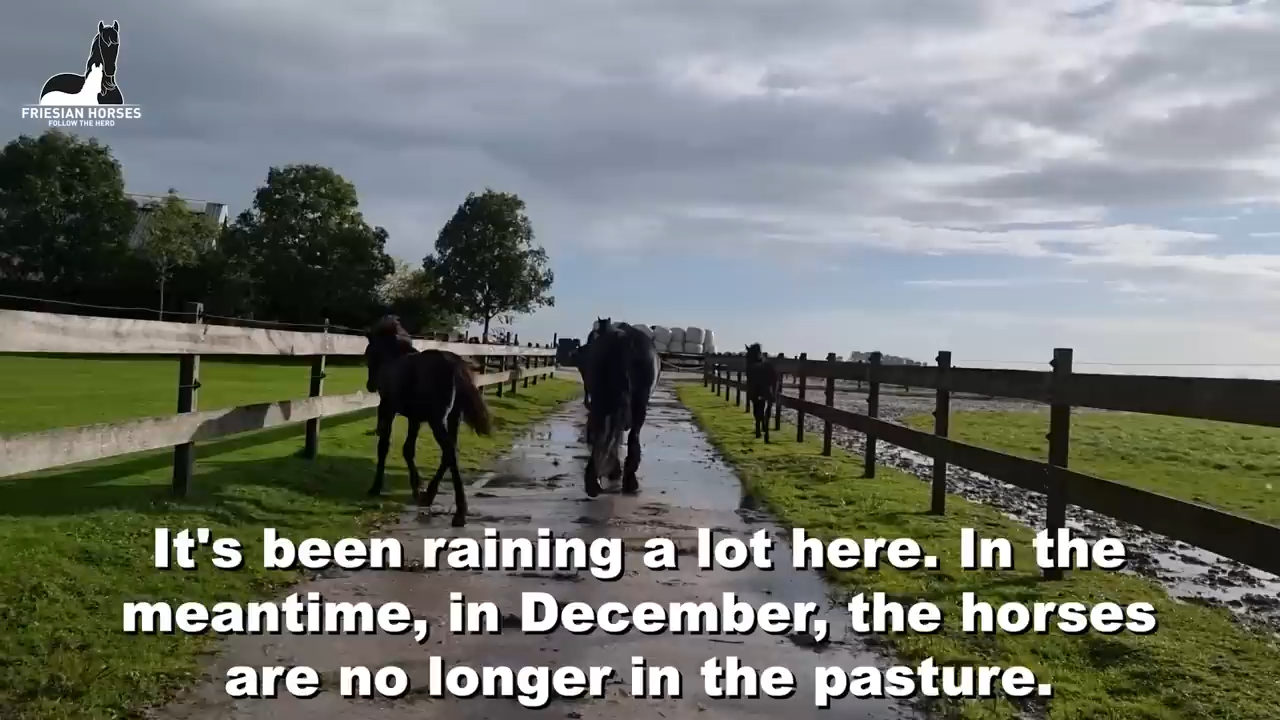 FRIESIAN HORSES
FOLLOW THE HERD
It's been raining a lot here. In the
meantime, in December, the horses
are no longer in the pasture.